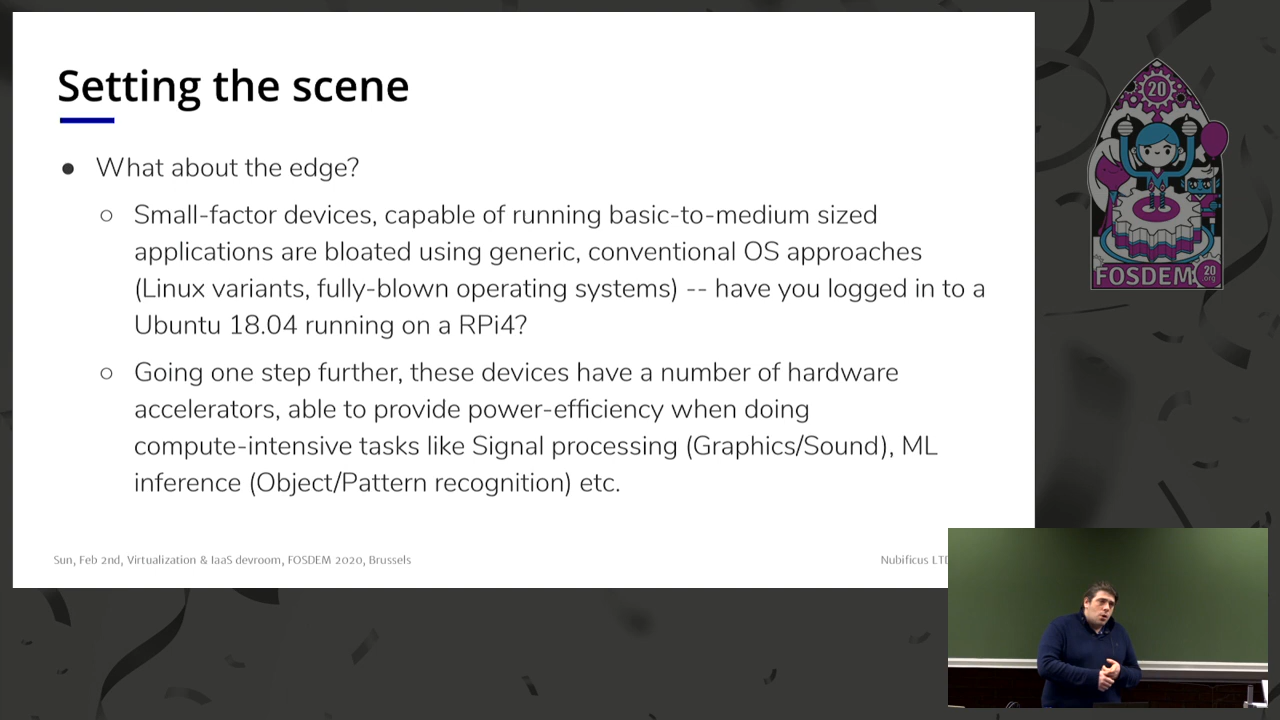 Setting the scene
● What about the edge?
○ Small-factor devices, capable of running basic-to-medium sized
applications are bloated using generic, conventional OS approaches
(Linux variants, fully-blown operating systems) -- have you logged in to a
Ubuntu 18.04 running on a RPi4?
○ Going one step further, these devices have a number of hardware
accelerators, able to provide power-efficiency when doing
compute-intensive tasks like Signal processing (Graphics/Sound), ML
inference (Object/Pattern recognition) etc.
Sun, Feb 2nd, Virtualization & IaaS devroom, FOSDEM 2020, Brussels
Nubificus LTD
20
FOSDEM
20
.org